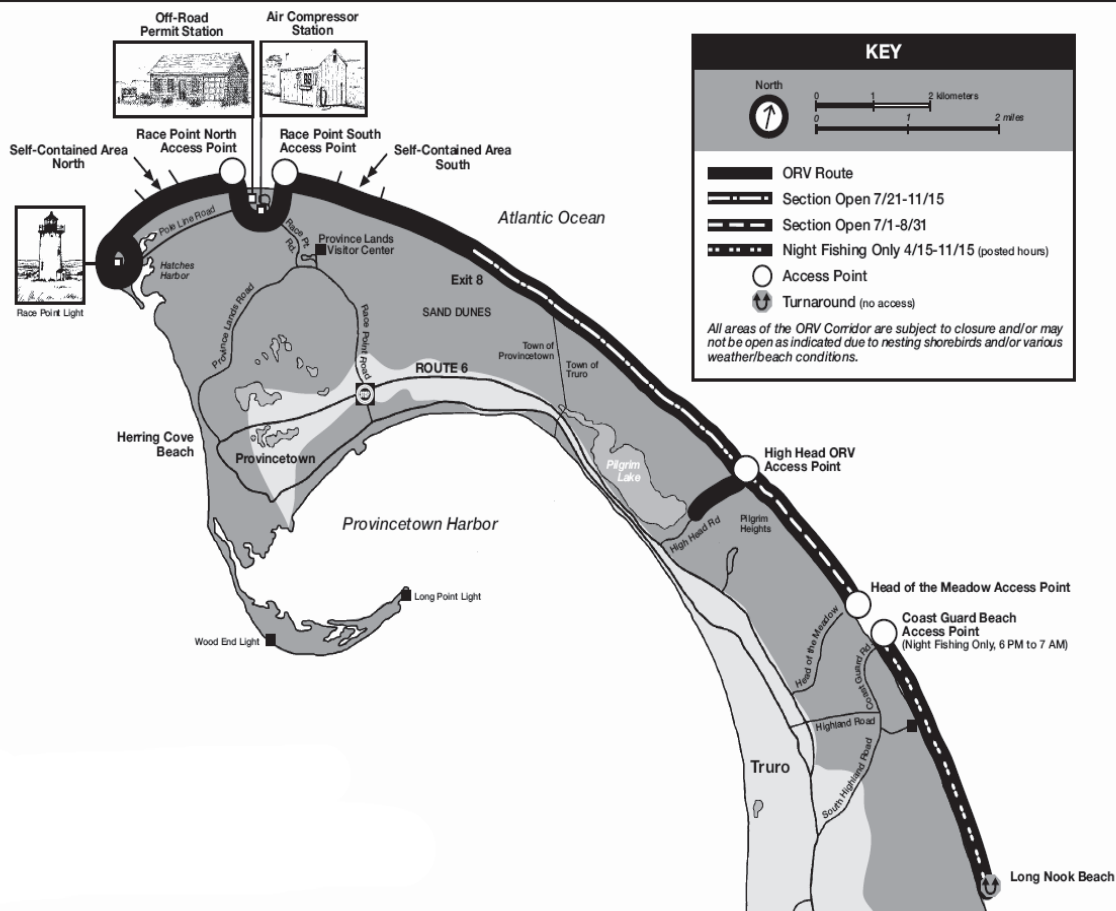 Off-Road
Permit Station
Air Compressor
Station
Race Point North
Access Point
Race Point South
Access Point
Self-Contained Area
North
Self-Contained Area
South
Pole Line Road
Race Pt.
Rd.
Province Lands
Visitor Center
Hatches
Harbor
Race Point Light
Atlantic Ocean
Exit 8
SAND DUNES
Province Lands Road
Race Point Road
Town of
Provincetown
Town of
Truro
ROUTE 6
Herring Cove
Beach
Provincetown
Pilgrim
Lake
High Head ORV
Access Point
Provincetown Harbor
High Head Rd
Pilgrim
Heights
Long Point Light
Wood End Light
Head of the Meadow Access Point
Coast Guard Beach
Access Point
(Night Fishing Only, 6 PM to 7 AM)
Head of the Meadow
Coast Guard Rd.
Highland Road
South Highland Road
Truro
Long Nook Beach
KEY
North
0 1 2 kilometers
0 1 2 miles
ORV Route
Section Open 7/21-11/15
Section Open 7/1-8/31
Night Fishing Only 4/15-11/15 (posted hours)
Access Point
Turnaround (no access)
All areas of the ORV Corridor are subject to closure and/or may
not be open as indicated due to nesting shorebirds and/or various
weather/beach conditions.